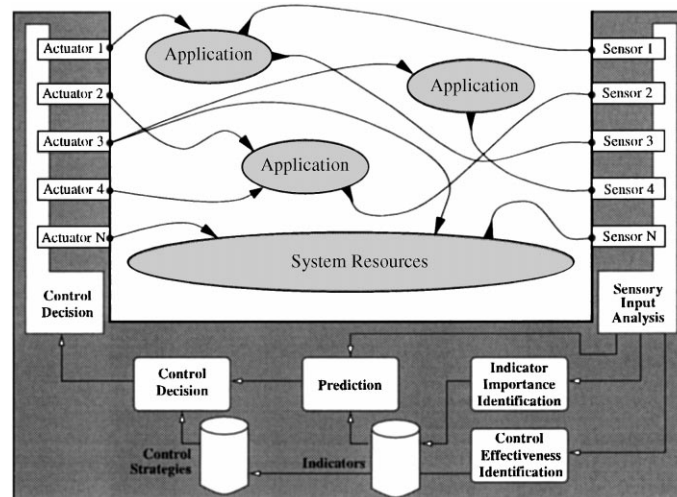 Actuator 1
Actuator 2
Actuator 3
Actuator 4
Actuator N
Control
Decision
Application
Application
Application
System Resources
Sensor 1
Sensor 2
Sensor 3
Sensor 4
Sensor N
Sensory
Input
Analysis
Control
Decision
Prediction
Indicator
Importance
Identification
Control
Strategies
Indicators
Control
Effectiveness
Identification